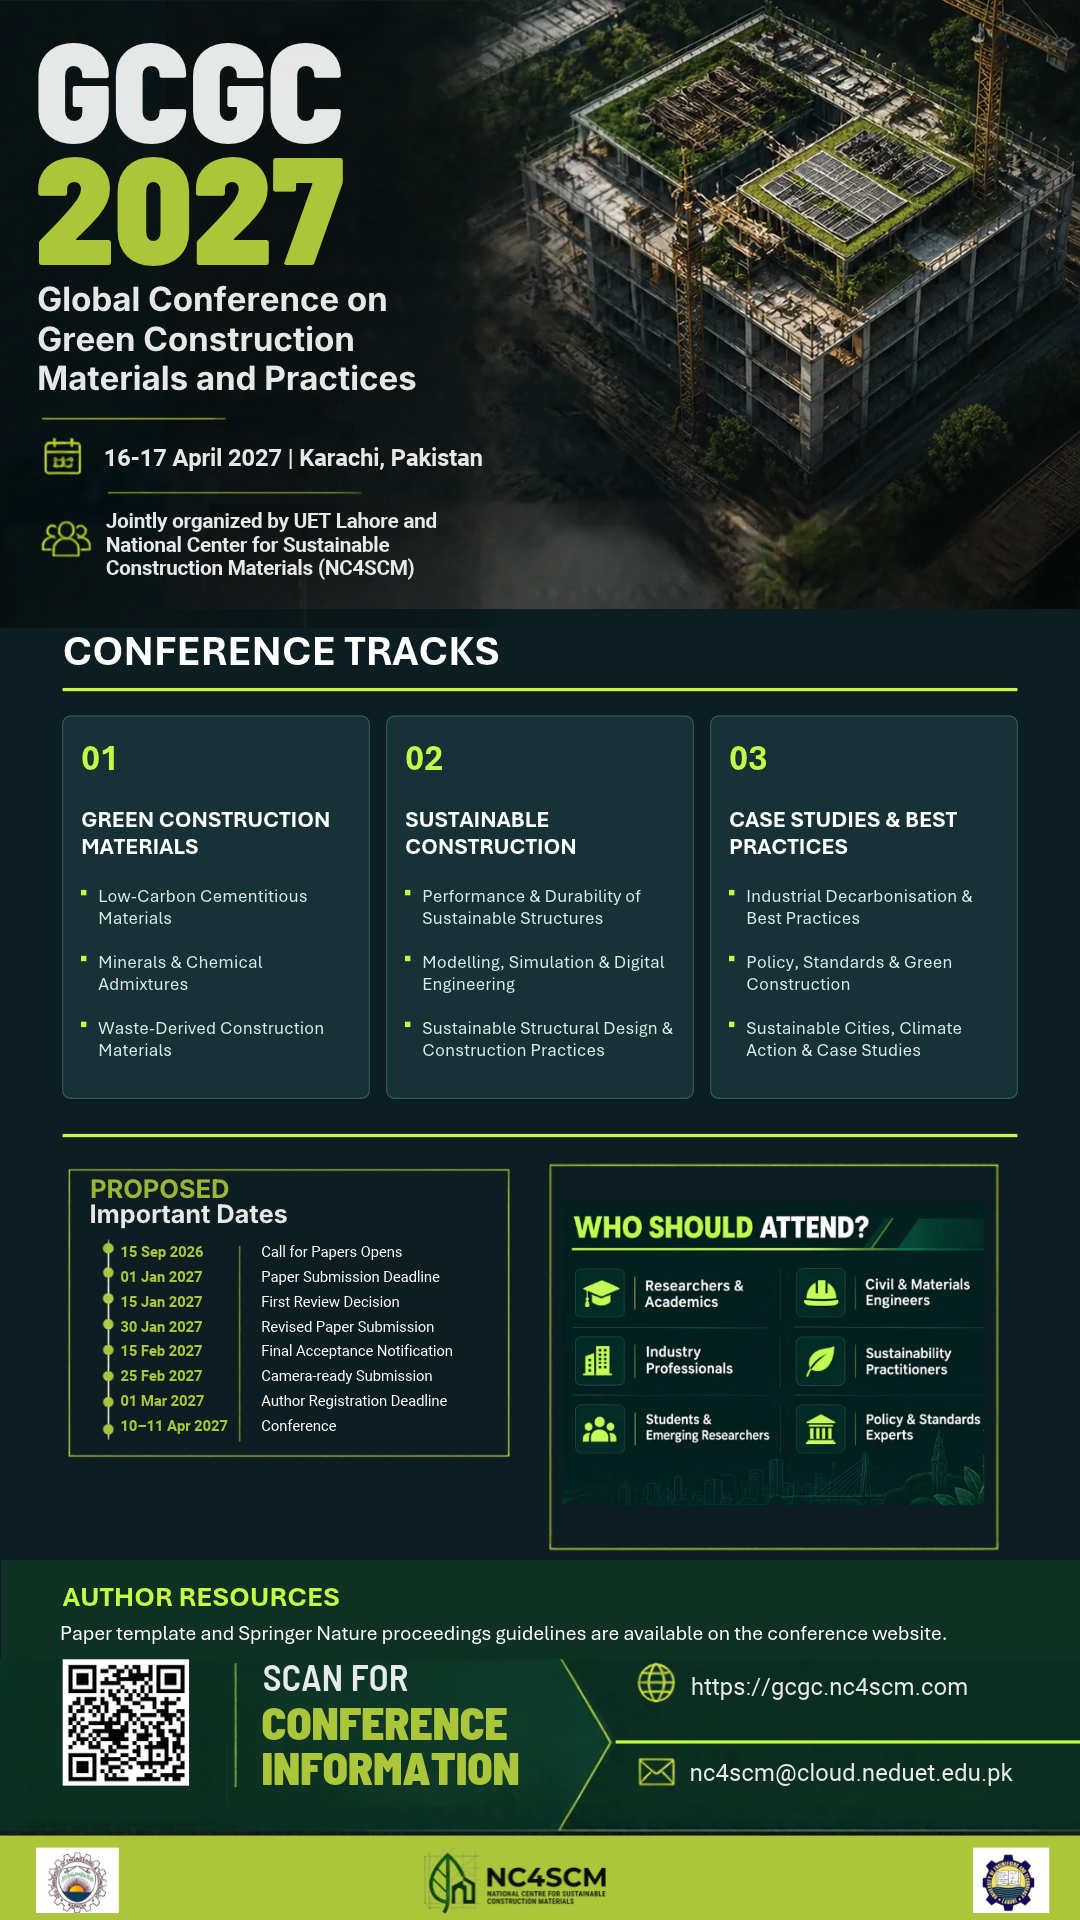 GCGC
2027
Global Conference on
Green Construction
Materials and Practices
16-17 April 2027 | Karachi, Pakistan
Jointly organized by UET Lahore and
National Center for Sustainable
Construction Materials (NC4SCM)
CONFERENCE TRACKS
01
GREEN CONSTRUCTION
MATERIALS
Low-Carbon Cementitious
Materials
Minerals & Chemical
Admixtures
Waste-Derived Construction
Materials
02
SUSTAINABLE
CONSTRUCTION
Performance & Durability of
Sustainable Structures
Modelling, Simulation & Digital
Engineering
Sustainable Structural Design &
Construction Practices
03
CASE STUDIES & BEST
PRACTICES
Industrial Decarbonisation &
Best Practices
Policy, Standards & Green
Construction
Sustainable Cities, Climate
Action & Case Studies
PROPOSED
Important Dates
15 Sep 2026 Call for Papers Opens
01 Jan 2027 Paper Submission Deadline
15 Jan 2027 First Review Decision
30 Jan 2027 Revised Paper Submission
15 Feb 2027 Final Acceptance Notification
25 Feb 2027 Camera-ready Submission
01 Mar 2027 Author Registration Deadline
10–11 Apr 2027 Conference
WHO SHOULD ATTEND?
Researchers &
Academics
Civil & Materials
Engineers
Industry
Professionals
Sustainability
Practitioners
Students &
Emerging Researchers
Policy & Standards
Experts
AUTHOR RESOURCES
Paper template and Springer Nature proceedings guidelines are available on the conference website.
SCAN FOR
CONFERENCE
INFORMATION
https://gcgc.nc4scm.com
nc4scm@cloud.neduet.edu.pk
NC4SCM
NATIONAL CENTRE FOR SUSTAINABLE
CONSTRUCTION MATERIALS